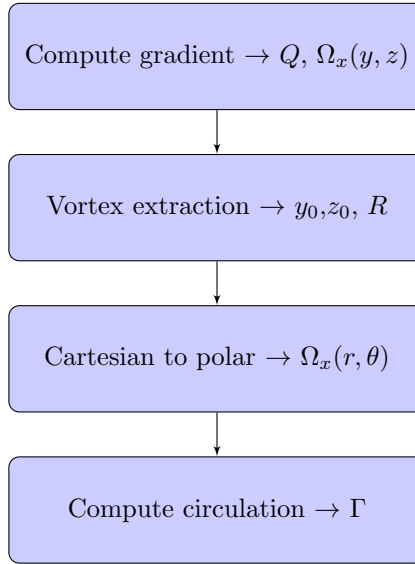 Compute gradient → Q, Ωₓ(y, z)
Vortex extraction → y₀,z₀, R
Cartesian to polar → Ωₓ(r, θ)
Compute circulation → Γ